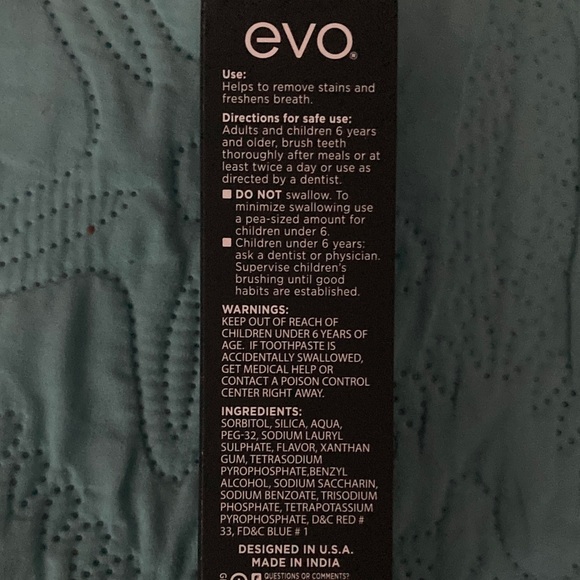 evo®
Use:
Helps to remove stains and
freshens breath.
Directions for safe use:
Adults and children 6 years
and older, brush teeth
thoroughly after meals or at
least twice a day or use as
directed by a dentist.
■ DO NOT swallow. To
minimize swallowing use
a pea-sized amount for
children under 6.
■ Children under 6 years:
ask a dentist or physician.
Supervise children's
brushing until good
habits are established.
WARNINGS:
KEEP OUT OF REACH OF
CHILDREN UNDER 6 YEARS OF
AGE. IF TOOTHPASTE IS
ACCIDENTALLY SWALLOWED,
GET MEDICAL HELP OR
CONTACT A POISON CONTROL
CENTER RIGHT AWAY.
INGREDIENTS:
SORBITOL, SILICA, AQUA,
PEG-32, SODIUM LAURYL
SULPHATE, FLAVOR, XANTHAN
GUM, TETRASODIUM
PYROPHOSPHATE,BENZYL
ALCOHOL, SODIUM SACCHARIN,
SODIUM BENZOATE, TRISODIUM
PHOSPHATE, TETRAPOTASSIUM
PYROPHOSPHATE, D&C RED #
33, FD&C BLUE # 1
DESIGNED IN U.S.A.
MADE IN INDIA
QUESTIONS OR COMMENTS?